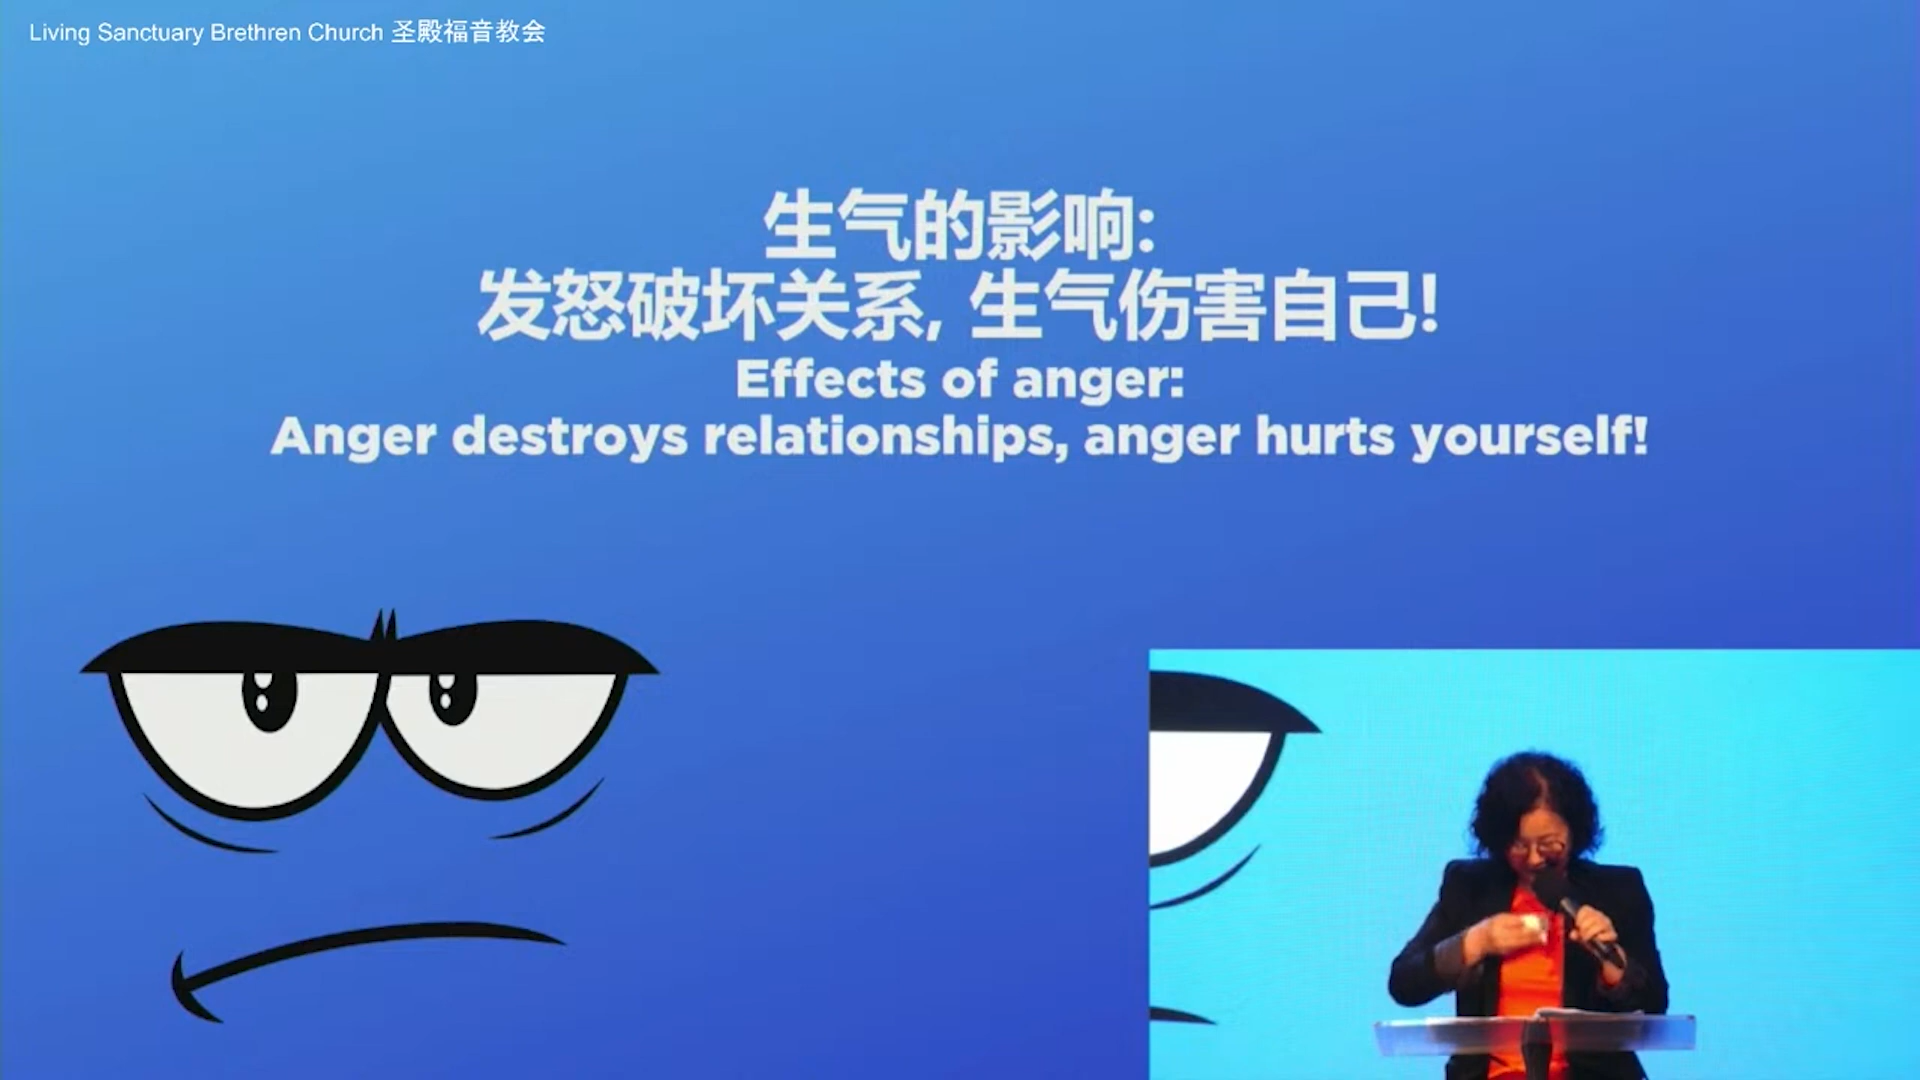 Living Sanctuary Brethren Church 圣殿福音教会
生气的影响:
发怒破坏关系, 生气伤害自己!
Effects of anger:
Anger destroys relationships, anger hurts yourself!